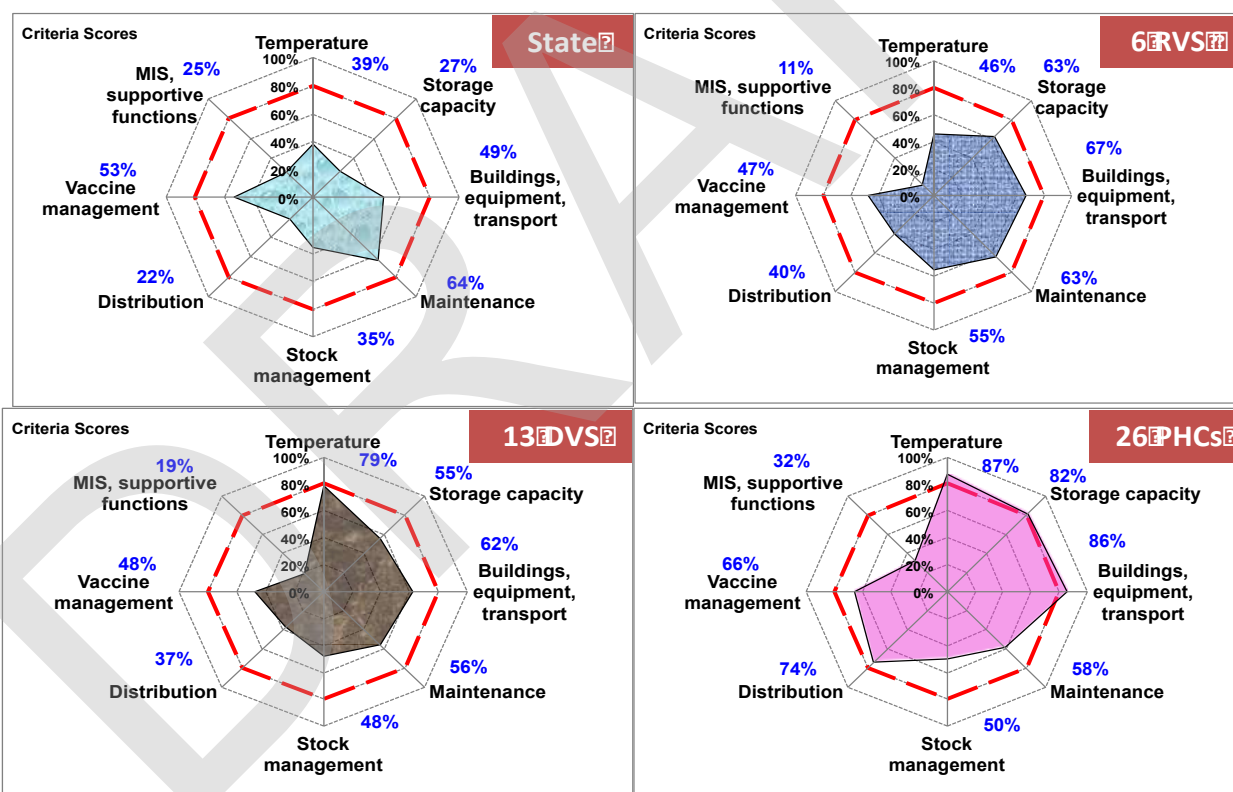 Criteria Scores
State
Temperature
100%
80%
60%
40%
20%
0%
39%
27%
Storage
capacity
49%
Buildings,
equipment,
transport
64%
Maintenance
35%
Stock
management
22%
Distribution
53%
Vaccine
management
25%
MIS,
supportive
functions
Criteria Scores
6 RVS
Temperature
100%
80%
60%
40%
20%
0%
46%
63%
Storage
capacity
67%
Buildings,
equipment,
transport
63%
Maintenance
55%
Stock
management
40%
Distribution
47%
Vaccine
management
11%
MIS, supportive
functions
Criteria Scores
13 DVS
Temperature
100%
80%
60%
40%
20%
0%
79%
55%
Storage capacity
62%
Buildings,
equipment,
transport
56%
Maintenance
48%
Stock
management
37%
Distribution
48%
Vaccine
management
19%
MIS, supportive
functions
Criteria Scores
26 PHCs
Temperature
100%
80%
60%
40%
20%
0%
87%
82%
Storage capacity
86%
Buildings,
equipment,
transport
58%
Maintenance
50%
Stock
management
74%
Distribution
66%
Vaccine
management
32%
MIS, supportive
functions